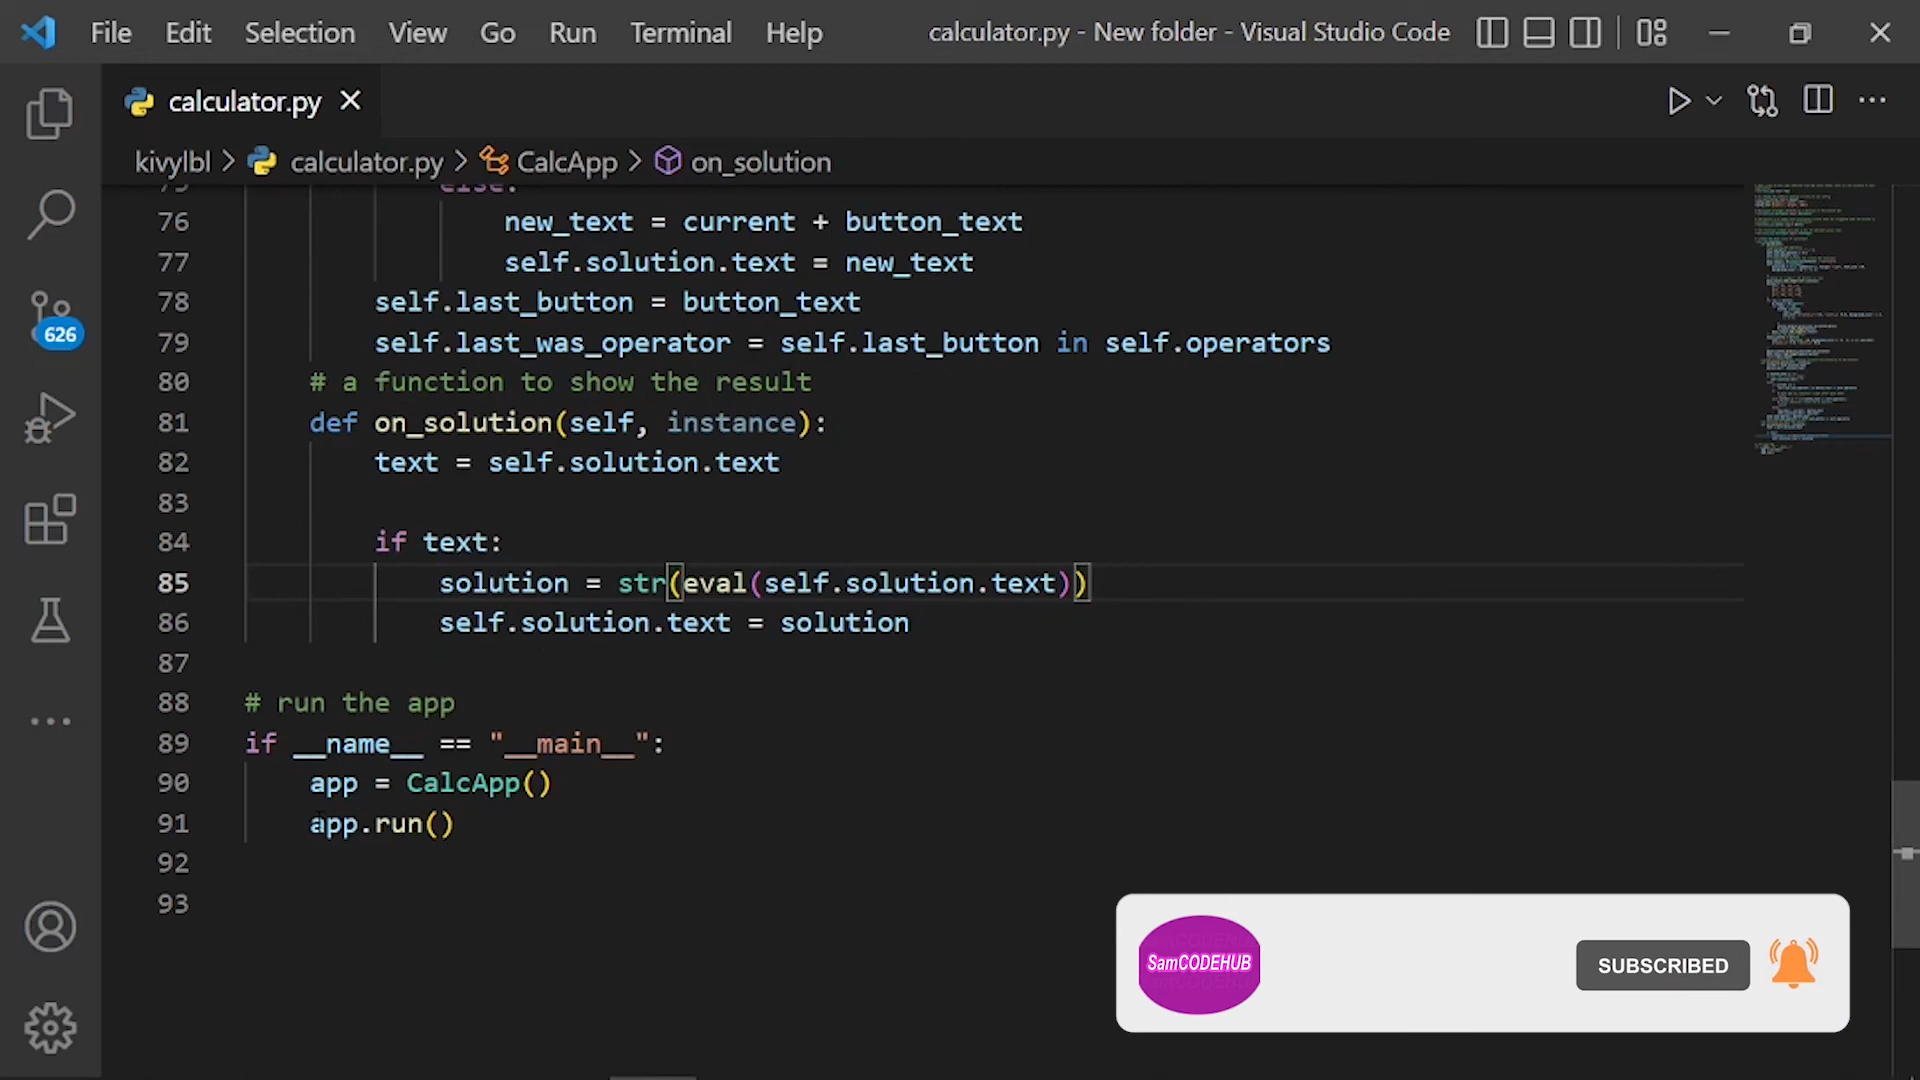 File Edit Selection View Go Run Terminal Help calculator.py - New folder - Visual Studio Code
calculator.py
kivylbl > calculator.py > CalcApp > on_solution
75 else:
76 new_text = current + button_text
77 self.solution.text = new_text
78 self.last_button = button_text
79 self.last_was_operator = self.last_button in self.operators
80 # a function to show the result
81 def on_solution(self, instance):
82 text = self.solution.text
83
84 if text:
85 solution = str(eval(self.solution.text))
86 self.solution.text = solution
87
88 # run the app
89 if __name__ == "__main__":
90 app = CalcApp()
91 app.run()
92
93
626
SamCODEHUB
SUBSCRIBED